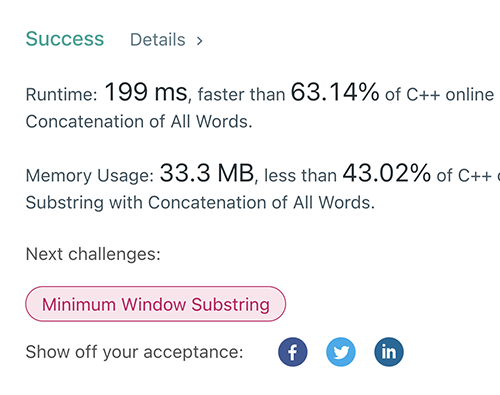 Success Details >
Runtime: 199 ms, faster than 63.14% of C++ online
Concatenation of All Words.
Memory Usage: 33.3 MB, less than 43.02% of C++
Substring with Concatenation of All Words.
Next challenges:
Minimum Window Substring
Show off your acceptance: f in